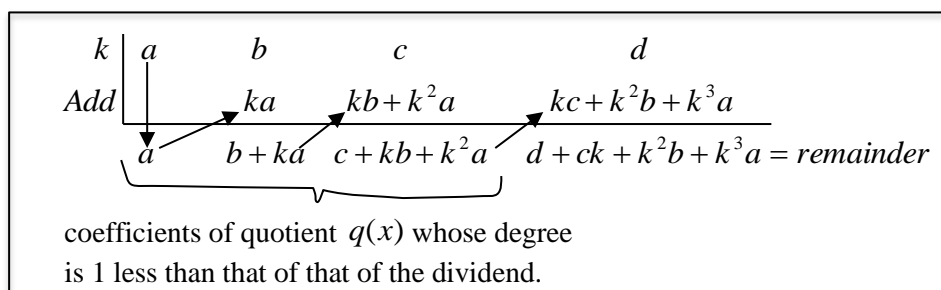 k a b c d
Add ka kb + k²a kc + k²b + k³a
a b + ka c + kb + k²a d + ck + k²b + k³a = remainder
coefficients of quotient q(x) whose degree
is 1 less than that of that of the dividend.